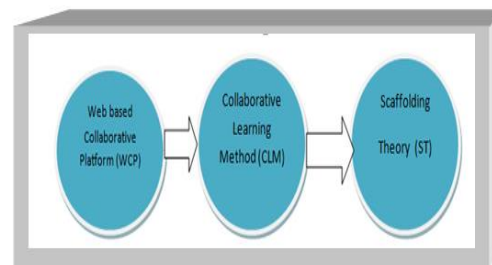 Web based
Collaborative
Platform (WCP)
Collaborative
Learning
Method (CLM)
Scaffolding
Theory (ST)